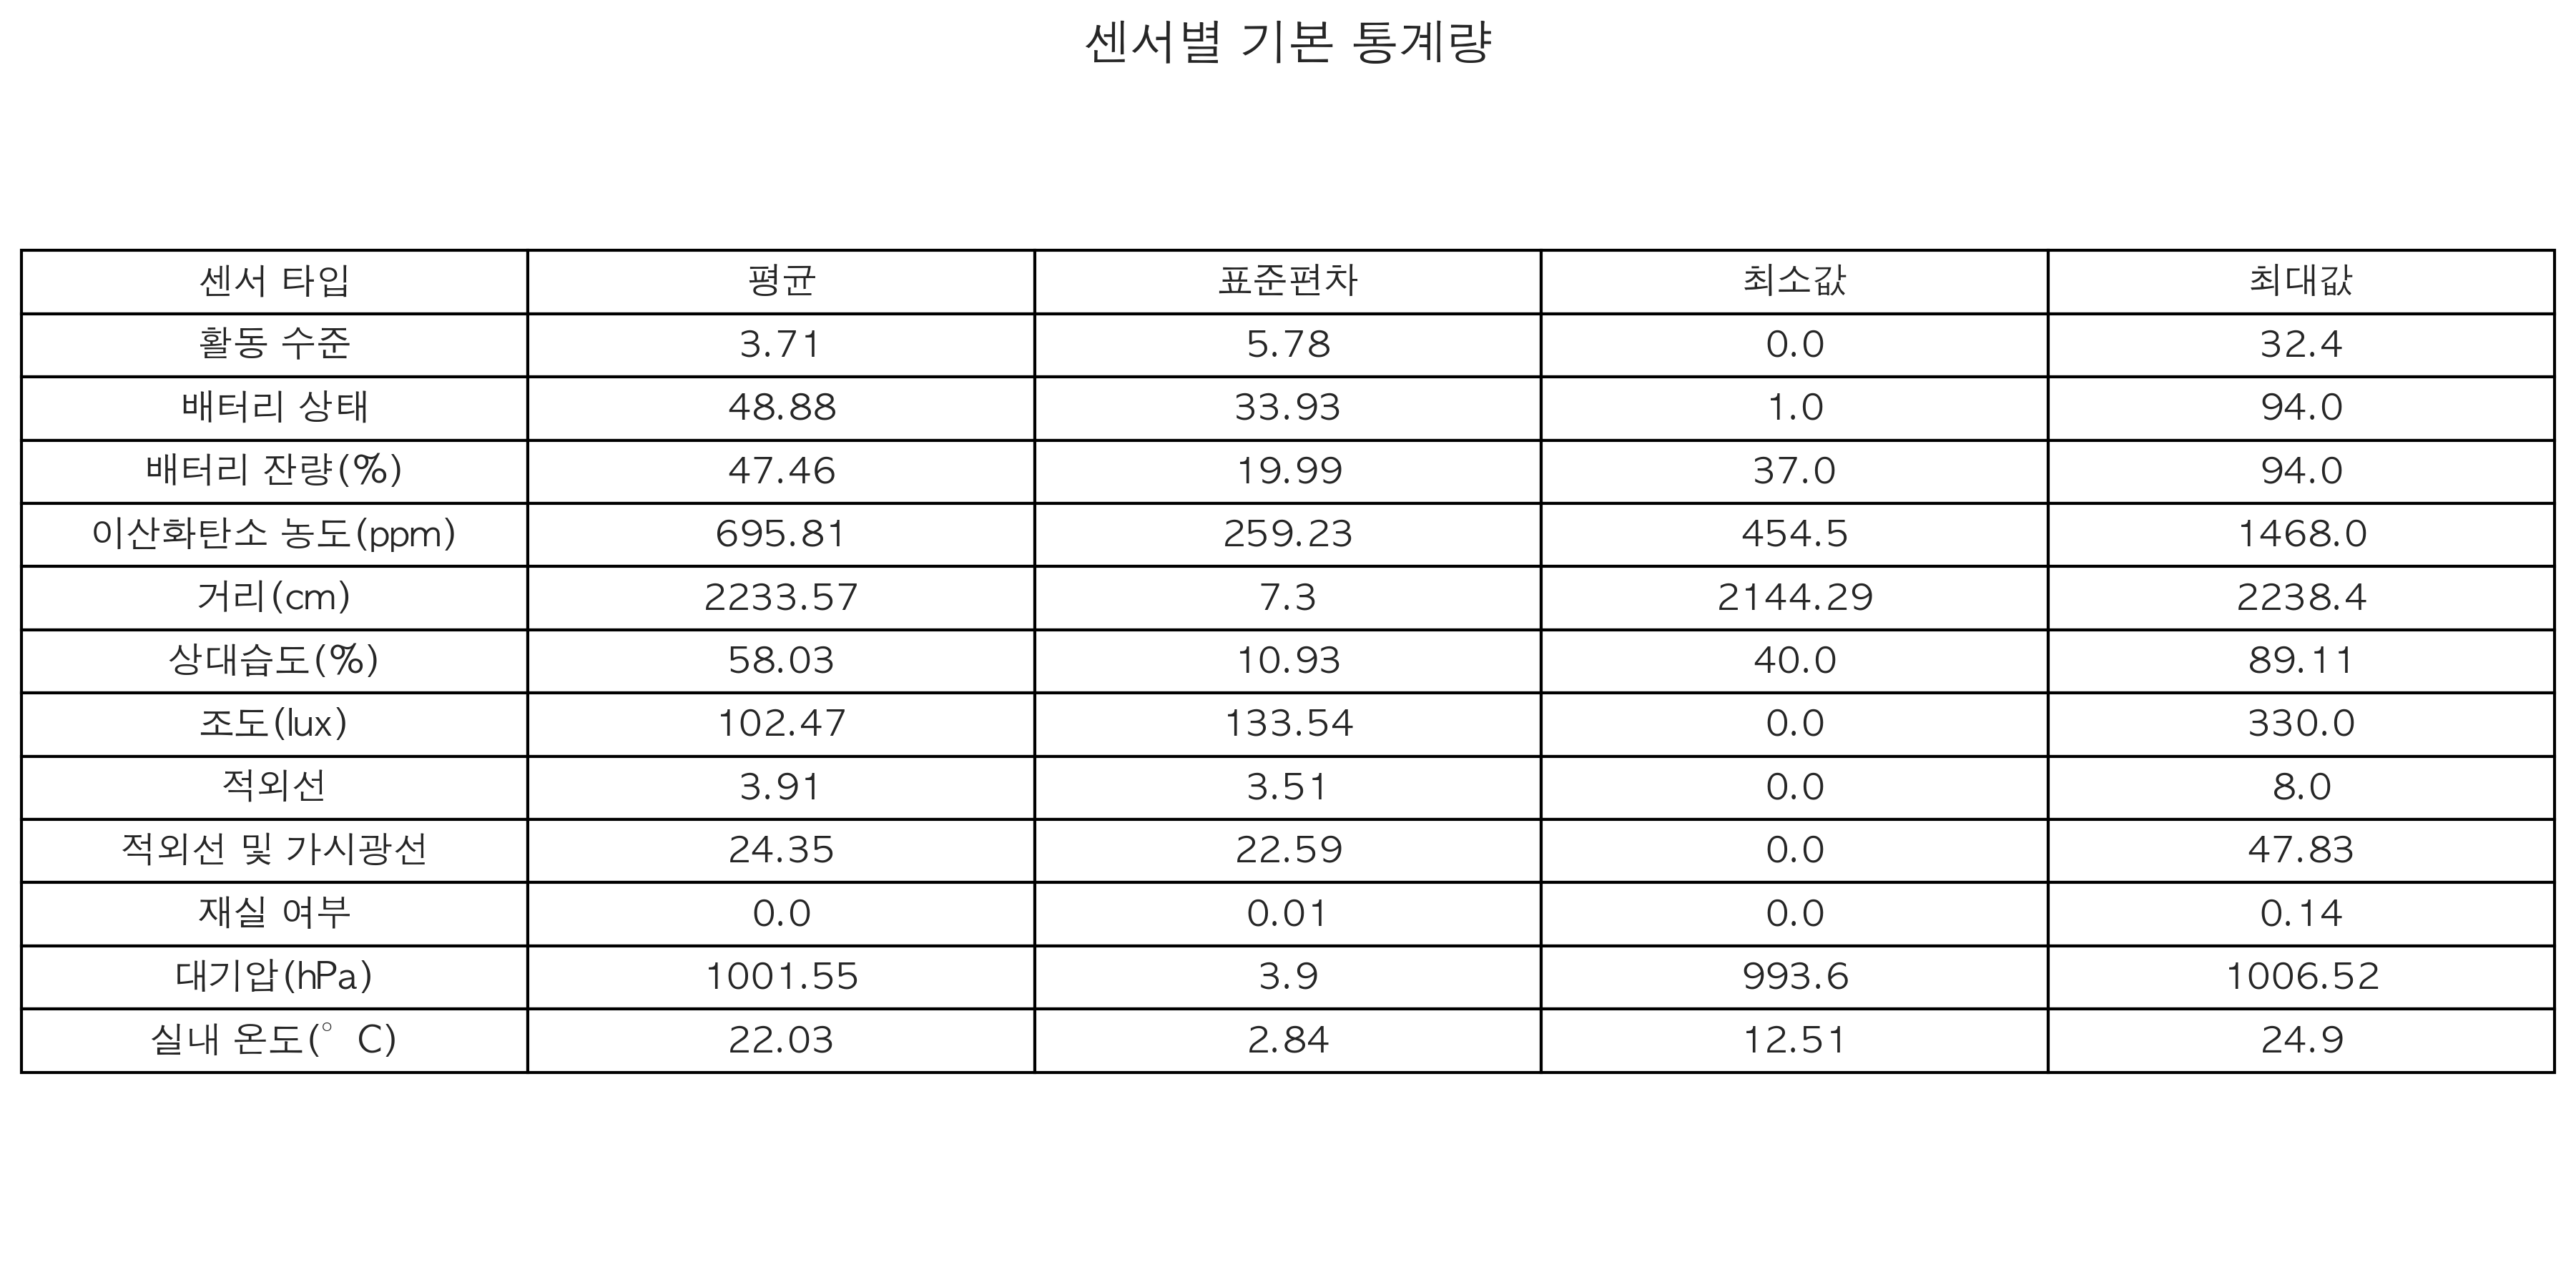 센서별 기본 통계량
센서 타입 평균 표준편차 최소값 최대값
활동 수준 3.71 5.78 0.0 32.4
배터리 상태 48.88 33.93 1.0 94.0
배터리 잔량(%) 47.46 19.99 37.0 94.0
이산화탄소 농도(ppm) 695.81 259.23 454.5 1468.0
거리(cm) 2233.57 7.3 2144.29 2238.4
상대습도(%) 58.03 10.93 40.0 89.11
조도(lux) 102.47 133.54 0.0 330.0
적외선 3.91 3.51 0.0 8.0
적외선 및 가시광선 24.35 22.59 0.0 47.83
재실 여부 0.0 0.01 0.0 0.14
대기압(hPa) 1001.55 3.9 993.6 1006.52
실내 온도(°C) 22.03 2.84 12.51 24.9